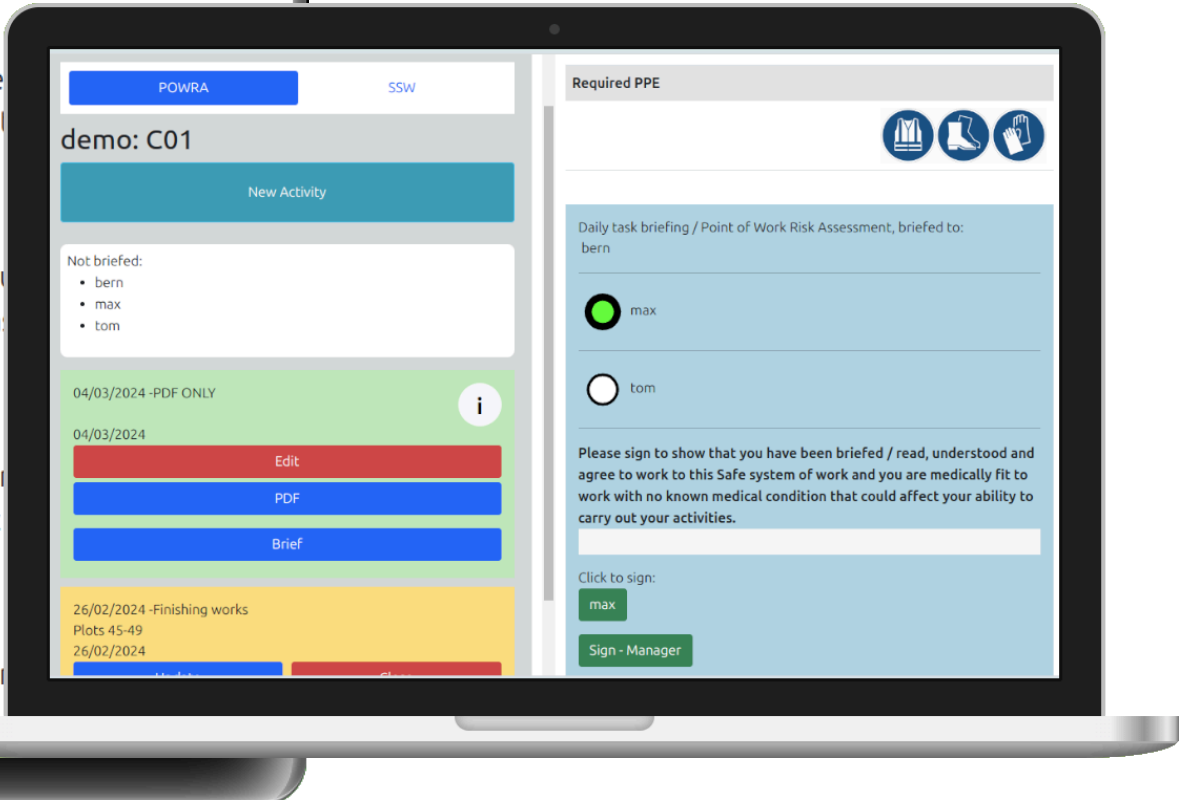 POWRA
SSW
demo: C01
New Activity
Not briefed:
• bern
• max
• tom
04/03/2024 -PDF ONLY
i
04/03/2024
Edit
PDF
Brief
26/02/2024 -Finishing works
Plots 45-49
26/02/2024
Required PPE
Daily task briefing / Point of Work Risk Assessment, briefed to:
bern
max
tom
Please sign to show that you have been briefed / read, understood and
agree to work to this Safe system of work and you are medically fit to
work with no known medical condition that could affect your ability to
carry out your activities.
Click to sign:
max
Sign - Manager